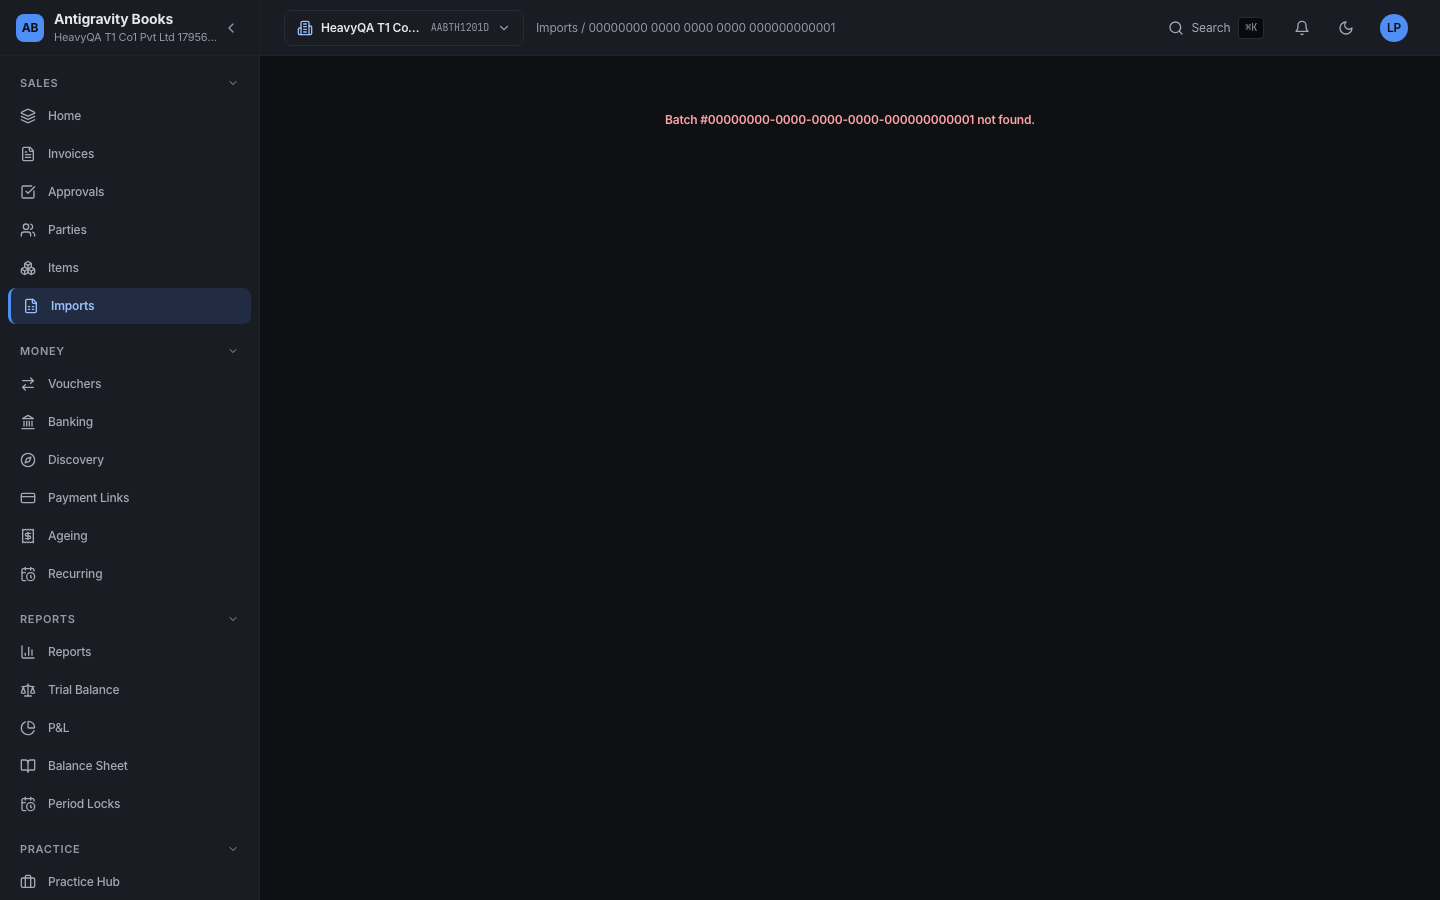 AB
Antigravity Books
HeavyQA T1 Co1 Pvt Ltd 17956...
HeavyQA T1 Co... AABTH1201D
Imports / 00000000 0000 0000 0000 000000000001
Search ⌘K
LP
SALES
Home
Invoices
Approvals
Parties
Items
Imports
MONEY
Vouchers
Banking
Discovery
Payment Links
Ageing
Recurring
REPORTS
Reports
Trial Balance
P&L
Balance Sheet
Period Locks
PRACTICE
Practice Hub
Batch #00000000-0000-0000-0000-000000000001 not found.